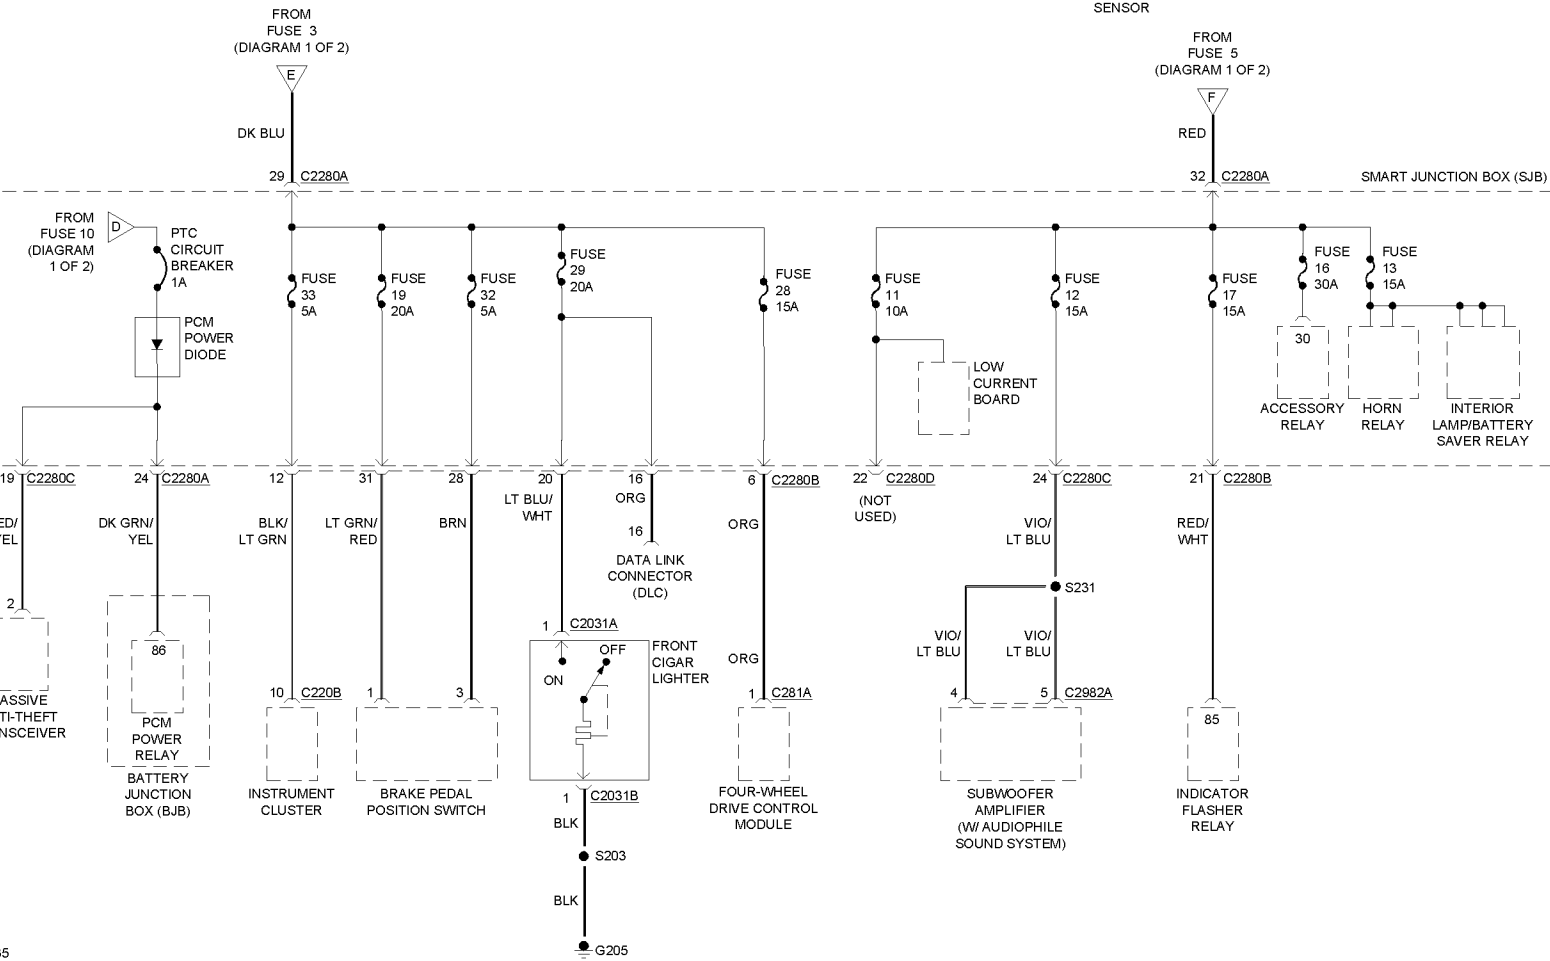 SENSOR
FROM
FUSE 3
(DIAGRAM 1 OF 2)
E
DK BLU
29 C2280A
FROM
FUSE 5
(DIAGRAM 1 OF 2)
F
RED
32 C2280A
SMART JUNCTION BOX (SJB)
FROM
FUSE 10
(DIAGRAM
1 OF 2)
D
PTC
CIRCUIT
BREAKER
1A
PCM
POWER
DIODE
FUSE
33
5A
FUSE
19
20A
FUSE
32
5A
FUSE
29
20A
FUSE
28
15A
FUSE
11
10A
LOW
CURRENT
BOARD
FUSE
12
15A
FUSE
17
15A
FUSE
16
30A
FUSE
13
15A
30
ACCESSORY
RELAY
HORN
RELAY
INTERIOR
LAMP/BATTERY
SAVER RELAY
19 C2280C
24 C2280A
12
31
28
20
16
6 C2280B
22 C2280D
24 C2280C
21 C2280B
ED/
YEL
DK GRN/
YEL
BLK/
LT GRN
LT GRN/
RED
BRN
LT BLU/
WHT
ORG
16
DATA LINK
CONNECTOR
(DLC)
ORG
(NOT
USED)
VIO/
LT BLU
RED/
WHT
S231
VIO/
LT BLU
VIO/
LT BLU
ORG
2
ASSIVE
TI-THEFT
NSCEIVER
86
PCM
POWER
RELAY
BATTERY
JUNCTION
BOX (BJB)
10 C220B
INSTRUMENT
CLUSTER
1
3
BRAKE PEDAL
POSITION SWITCH
1 C2031A
OFF
ON
FRONT
CIGAR
LIGHTER
1 C2031B
BLK
S203
BLK
G205
1 C281A
FOUR-WHEEL
DRIVE CONTROL
MODULE
4
5 C2982A
SUBWOOFER
AMPLIFIER
(W/ AUDIOPHILE
SOUND SYSTEM)
85
INDICATOR
FLASHER
RELAY